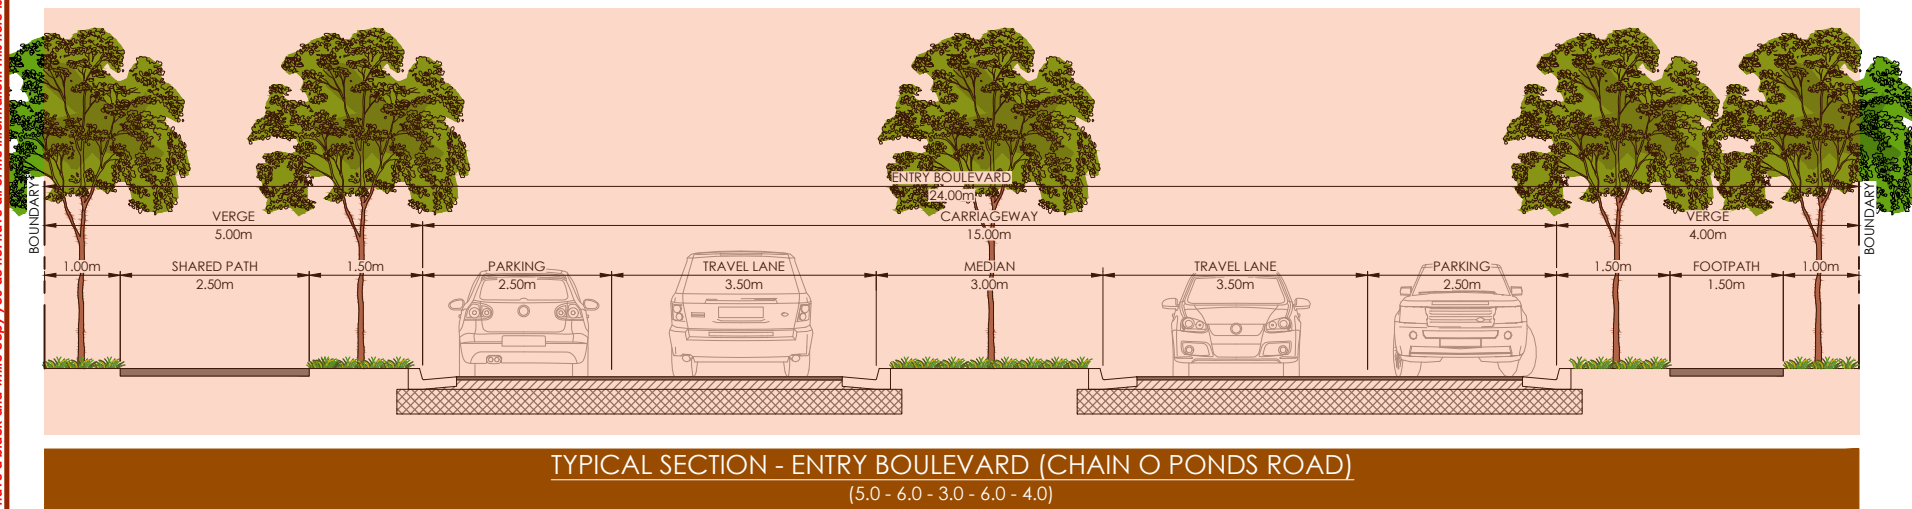 ENTRY BOULEVARD
24.00m
VERGE
5.00m
CARRIAGEWAY
15.00m
VERGE
4.00m
BOUNDARY
BOUNDARY
1.00m
SHARED PATH
2.50m
1.50m
PARKING
2.50m
TRAVEL LANE
3.50m
MEDIAN
3.00m
TRAVEL LANE
3.50m
PARKING
2.50m
1.50m
FOOTPATH
1.50m
1.00m
TYPICAL SECTION - ENTRY BOULEVARD (CHAIN O PONDS ROAD)
(5.0 - 6.0 - 3.0 - 6.0 - 4.0)